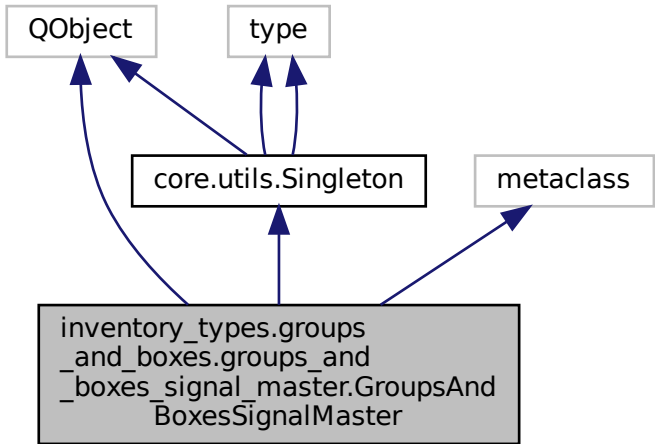 QObject
type
core.utils.Singleton
metaclass
inventory_types.groups
_and_boxes.groups_and
_boxes_signal_master.GroupsAnd
BoxesSignalMaster